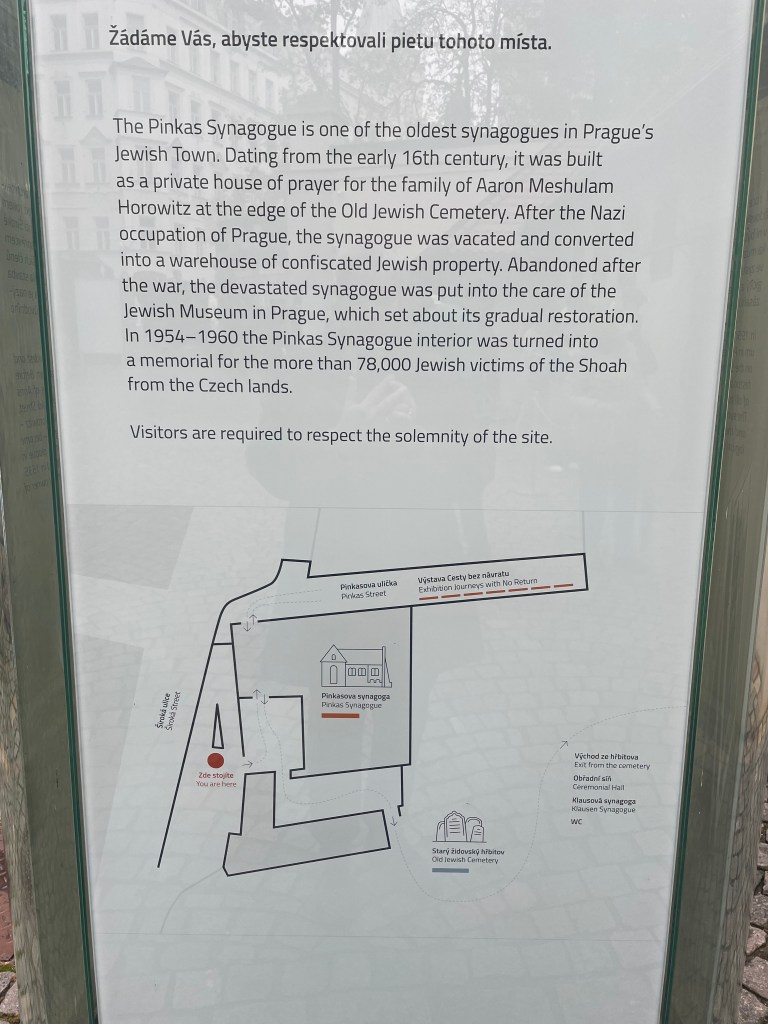 Žádáme Vás, abyste respektovali pietu tohoto místa.
The Pinkas Synagogue is one of the oldest synagogues in Prague's
Jewish Town. Dating from the early 16th century, it was built
as a private house of prayer for the family of Aaron Meshulam
Horowitz at the edge of the Old Jewish Cemetery. After the Nazi
occupation of Prague, the synagogue was vacated and converted
into a warehouse of confiscated Jewish property. Abandoned after
the war, the devastated synagogue was put into the care of the
Jewish Museum in Prague, which set about its gradual restoration.
In 1954–1960 the Pinkas Synagogue interior was turned into
a memorial for the more than 78,000 Jewish victims of the Shoah
from the Czech lands.
Visitors are required to respect the solemnity of the site.
Pinkasova ulička
Pinkas Street
Výstava Cesty bez návratu
Exhibition Journeys with No Return
Pinkasova synagoga
Pinkas Synagogue
Široká ulice
Široká Street
Zde stojíte
You are here
Starý židovský hřbitov
Old Jewish Cemetery
Východ ze hřbitova
Exit from the cemetery
Obřadní síň
Ceremonial Hall
Klausová synagoga
Klausen Synagogue
WC